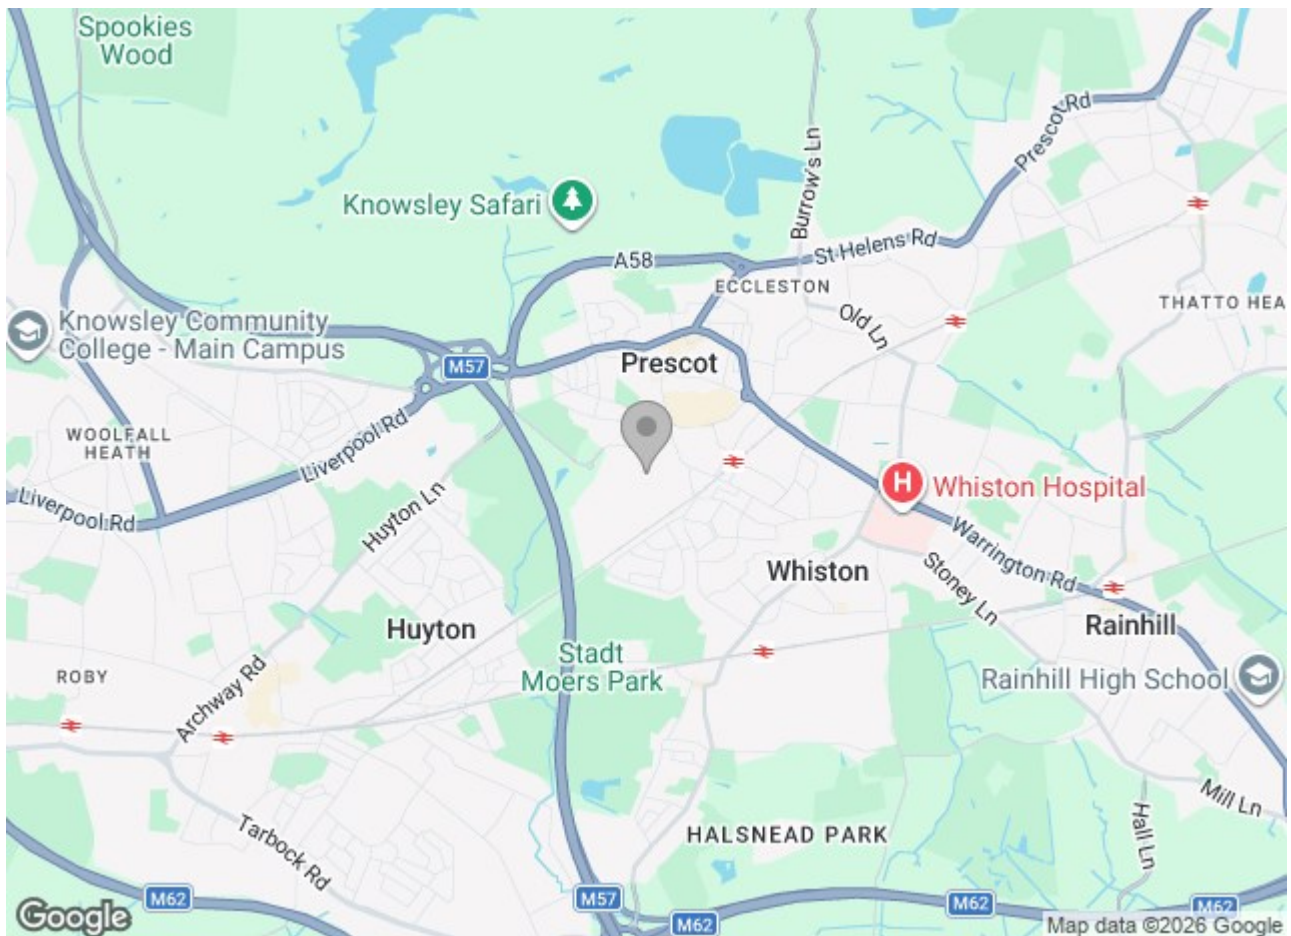 Spookies
Wood
Prescot Rd
Burrow's Ln
Knowsley Safari
St Helens Rd
A58
ECCLESTON
THATTO HEA
Old Ln
Knowsley Community
College - Main Campus
M57
Prescot
WOOLFALL
HEATH
Liverpool Rd
Liverpool Rd
Huyton Ln
H
Whiston Hospital
Warrington Rd
Whiston
Stoney Ln
Rainhill
Huyton
Stadt
Moers Park
ROBY
Archway Rd
Rainhill High School
Mill Ln
Hall Ln
HALSNEAD PARK
Tarbock Rd
M62
M57
M62
M62
M62
Google
Map data ©2026 Google